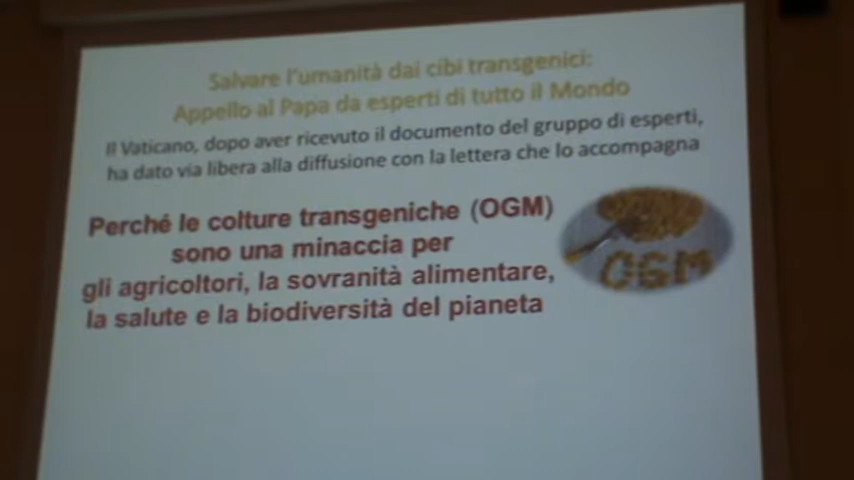 Salvare l'umanità dai cibi transgenici:
Appello al Papa da esperti di tutto il Mondo
Il Vaticano, dopo aver ricevuto il documento del gruppo di esperti,
ha dato via libera alla diffusione con la lettera che lo accompagna
Perché le colture transgeniche (OGM)
sono una minaccia per
gli agricoltori, la sovranità alimentare,
la salute e la biodiversità del pianeta
OGM